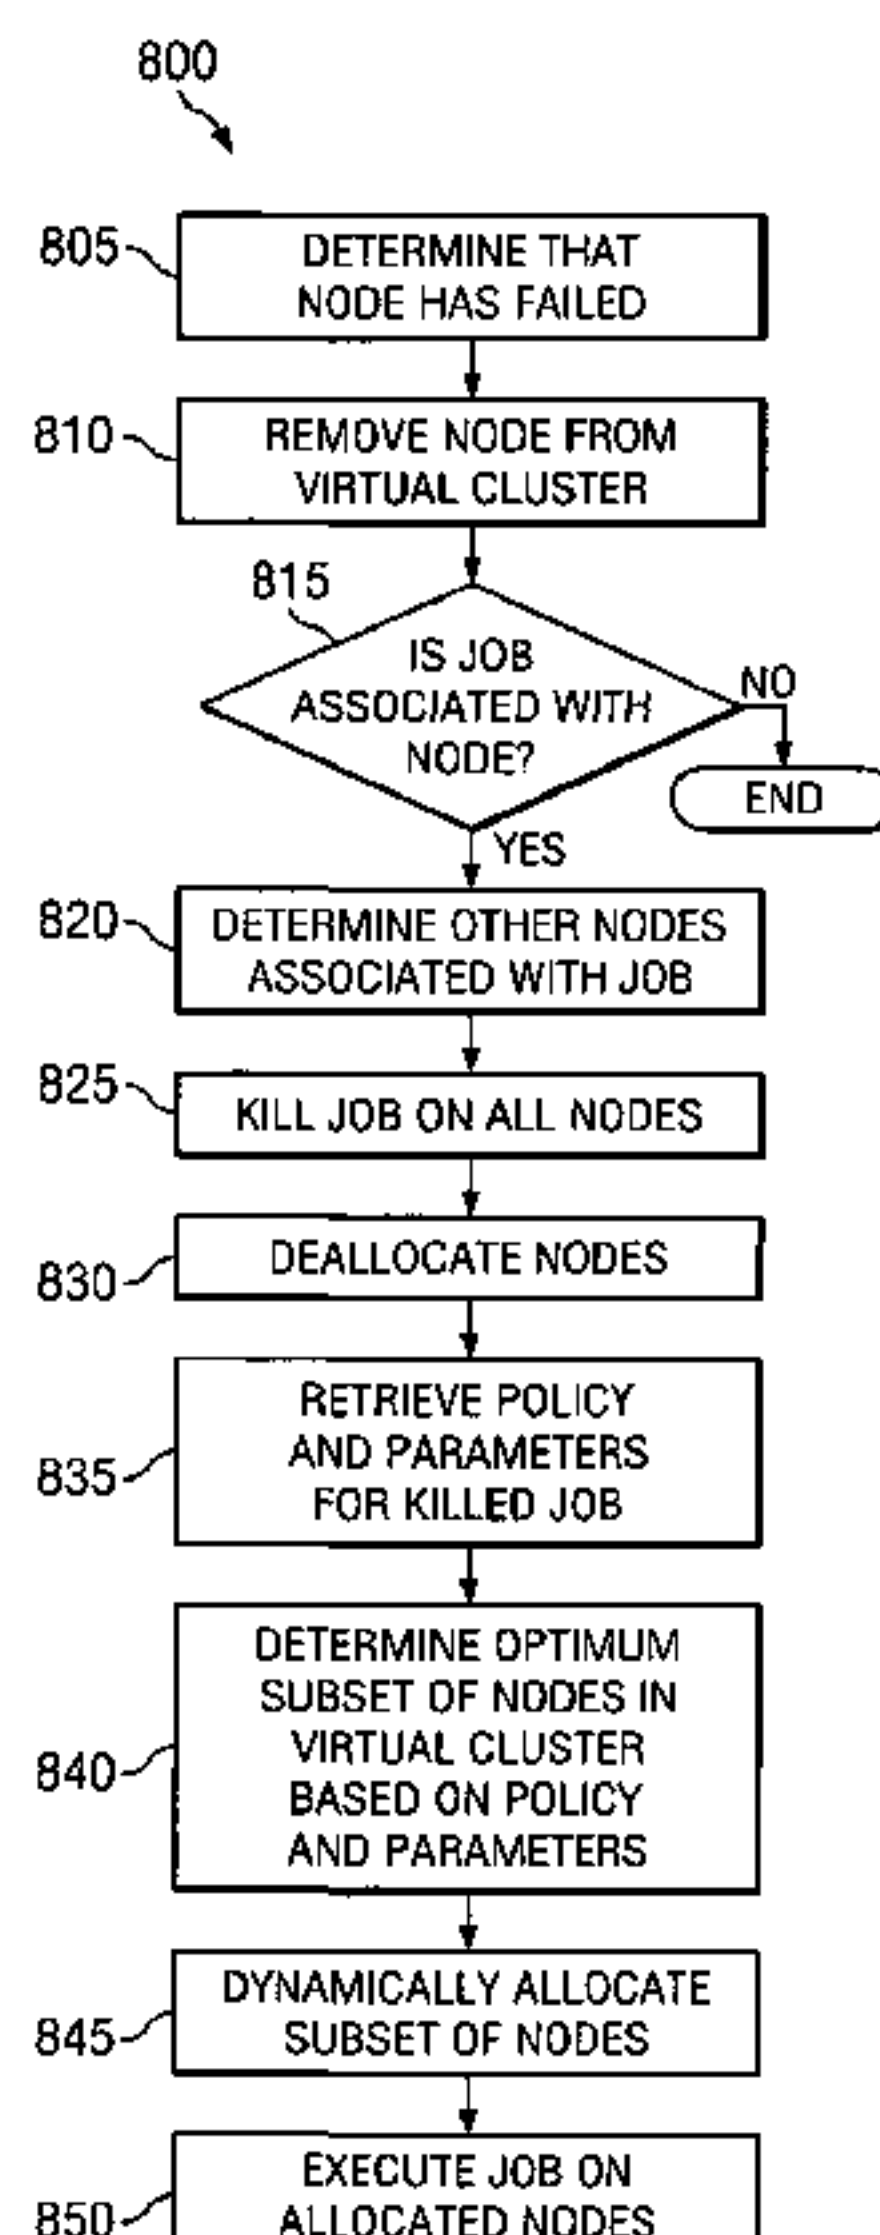 800
805
DETERMINE THAT
NODE HAS FAILED
810
REMOVE NODE FROM
VIRTUAL CLUSTER
815
IS JOB
ASSOCIATED WITH
NODE?
NO
END
YES
820
DETERMINE OTHER NODES
ASSOCIATED WITH JOB
825
KILL JOB ON ALL NODES
830
DEALLOCATE NODES
835
RETRIEVE POLICY
AND PARAMETERS
FOR KILLED JOB
840
DETERMINE OPTIMUM
SUBSET OF NODES IN
VIRTUAL CLUSTER
BASED ON POLICY
AND PARAMETERS
845
DYNAMICALLY ALLOCATE
SUBSET OF NODES
850
EXECUTE JOB ON
ALLOCATED NODES